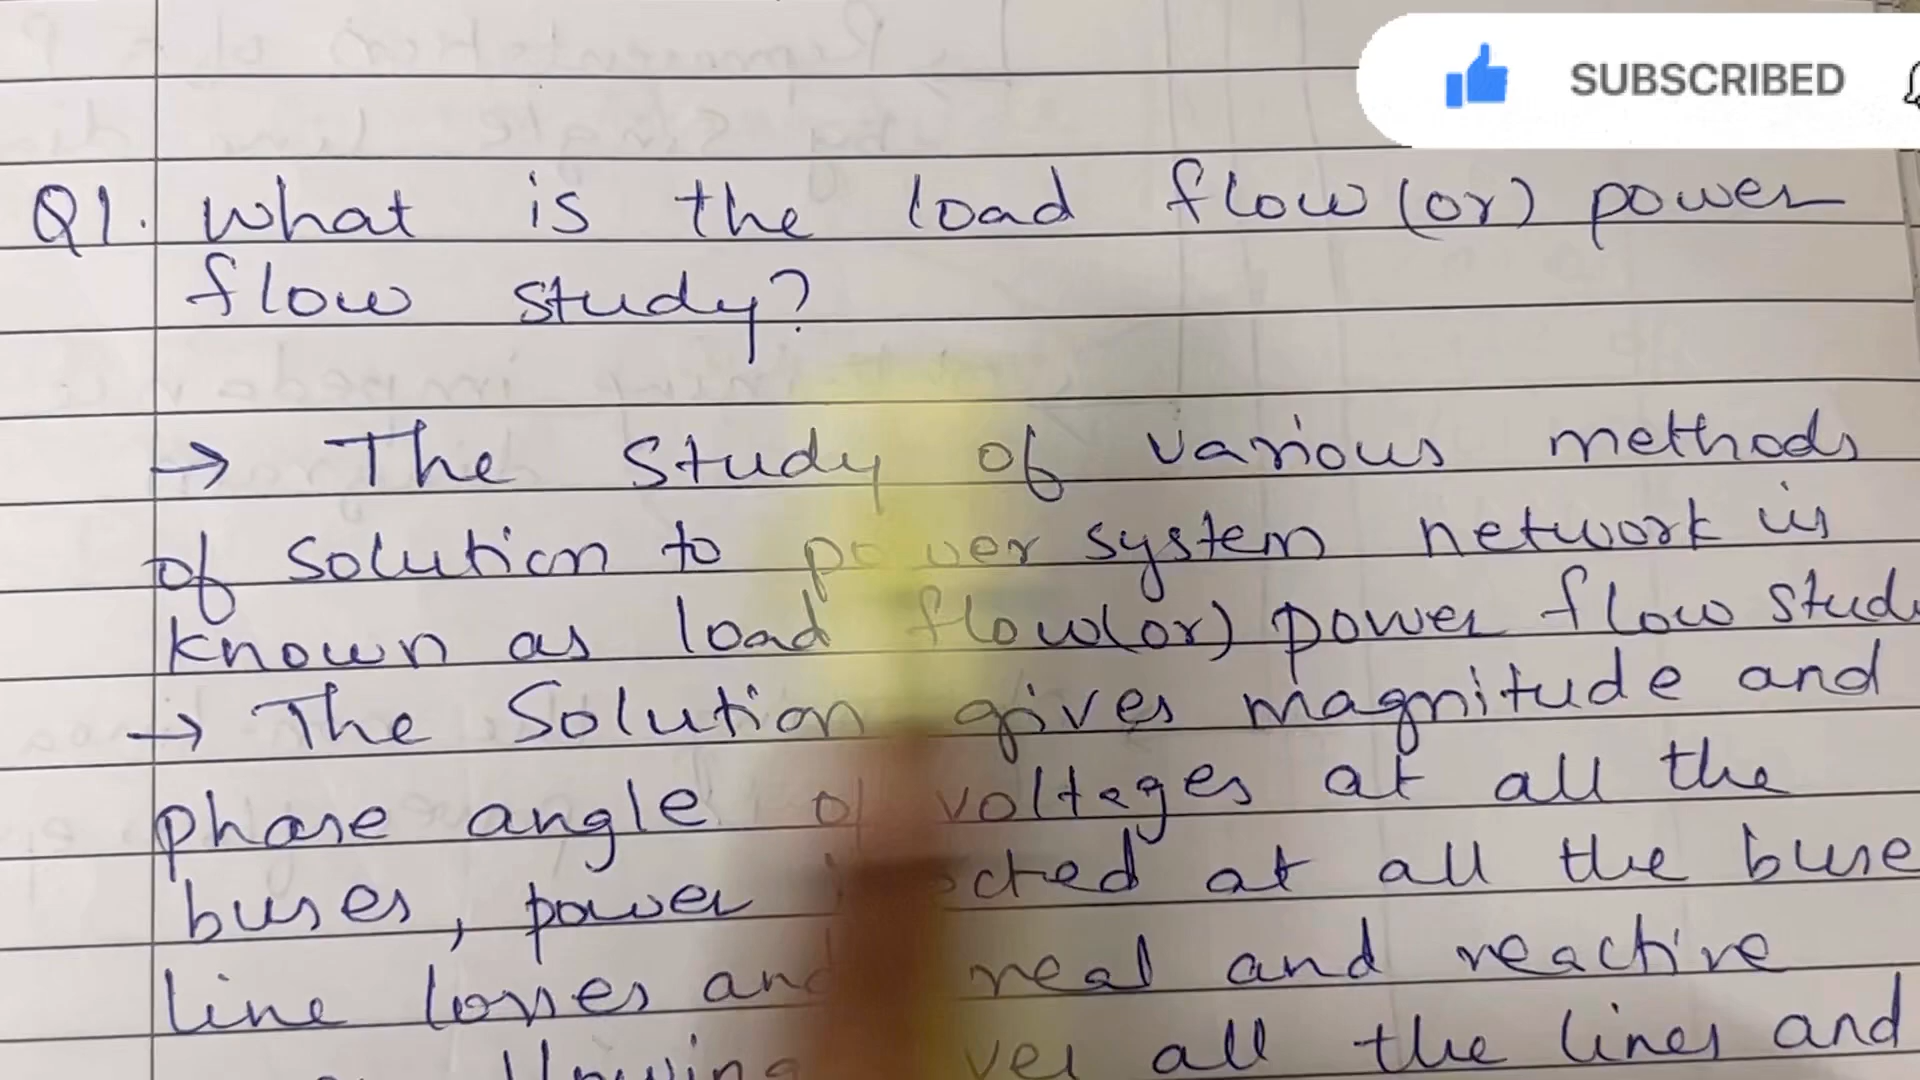 SUBSCRIBED
Q1. What is the load flow (or) power
flow study?
→ The study of various methods
of solution to power system network is
known as load flow(or) power flow stud
→ The Solution gives magnitude and
phase angle of voltages at all the
buses, power at all the buse
line losses and real and reactive
all the lines and